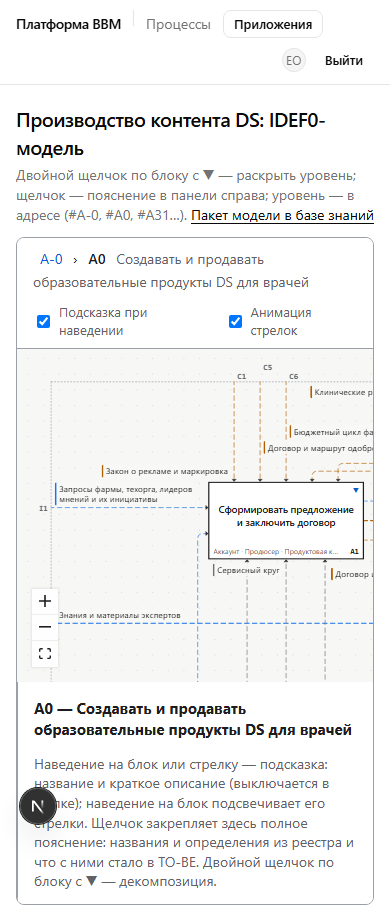 Платформа BBM Процессы Приложения
EO Выйти
Производство контента DS: IDEF0-
модель
Двойной щелчок по блоку с ▼ — раскрыть уровень;
щелчок — пояснение в панели справа; уровень — в
адресе (#A-0, #A0, #A31…). Пакет модели в базе знаний
A-0 › A0 Создавать и продавать
образовательные продукты DS для врачей
Подсказка при
наведении
Анимация
стрелок
C5
C1 C6
Клинические р
Бюджетный цикл фа
Договор и маршрут одобре
Закон о рекламе и маркировка
Запросы фармы, техорга, лидеров
мнений и их инициативы
I1
Сформировать предложение
и заключить договор
Аккаунт · Продюсер · Продуктовая к… A1
Сервисный круг
Договор и
Знания и материалы экспертов
A0 — Создавать и продавать
образовательные продукты DS для врачей
Наведение на блок или стрелку — подсказка:
название и краткое описание (выключается в
лке); наведение на блок подсвечивает его
стрелки. Щелчок закрепляет здесь полное
пояснение: названия и определения из реестра и
что с ними стало в TO-BE. Двойной щелчок по
блоку с ▼ — декомпозиция.
N